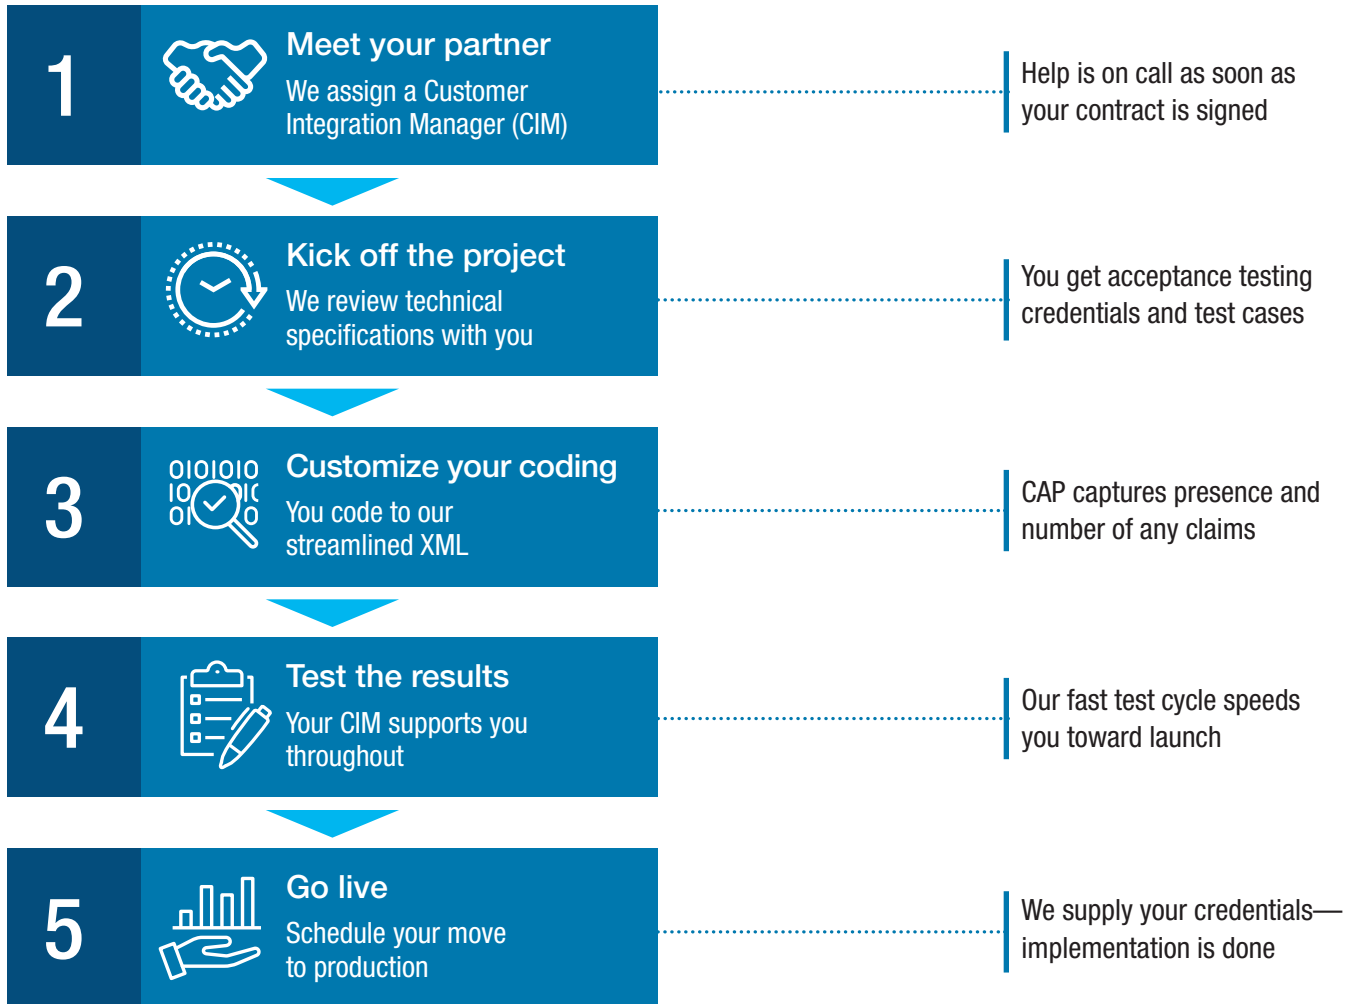 1
Meet your partner
We assign a Customer
Integration Manager (CIM)
Help is on call as soon as
your contract is signed
2
Kick off the project
We review technical
specifications with you
You get acceptance testing
credentials and test cases
3
0101010
10 010
01 0
Customize your coding
You code to our
streamlined XML
CAP captures presence and
number of any claims
4
Test the results
Your CIM supports you
throughout
Our fast test cycle speeds
you toward launch
5
Go live
Schedule your move
to production
We supply your credentials—
implementation is done